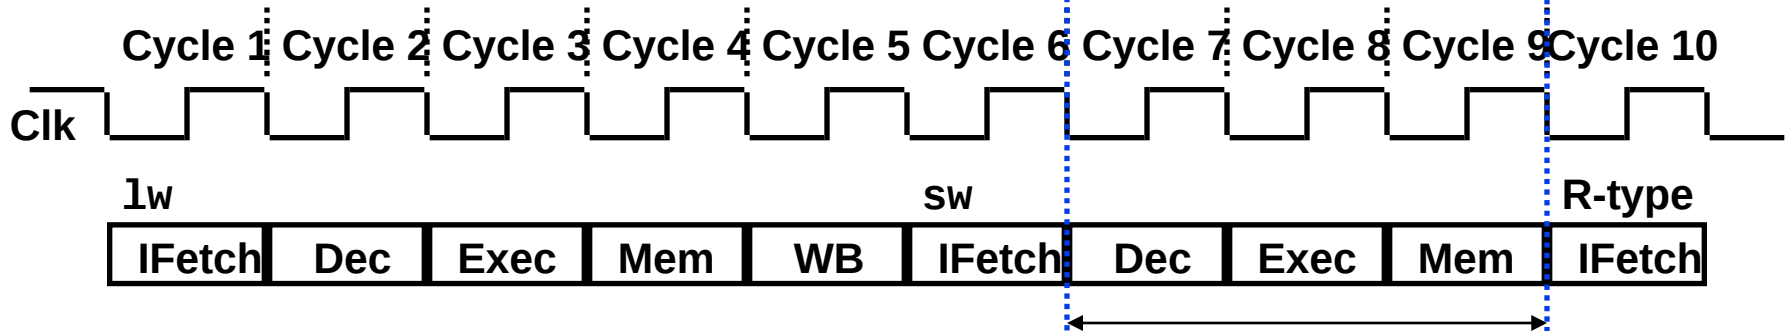 Cycle 1 Cycle 2 Cycle 3 Cycle 4 Cycle 5 Cycle 6 Cycle 7 Cycle 8 Cycle 9 Cycle 10
Clk
lw sw R-type
IFetch Dec Exec Mem WB IFetch Dec Exec Mem IFetch